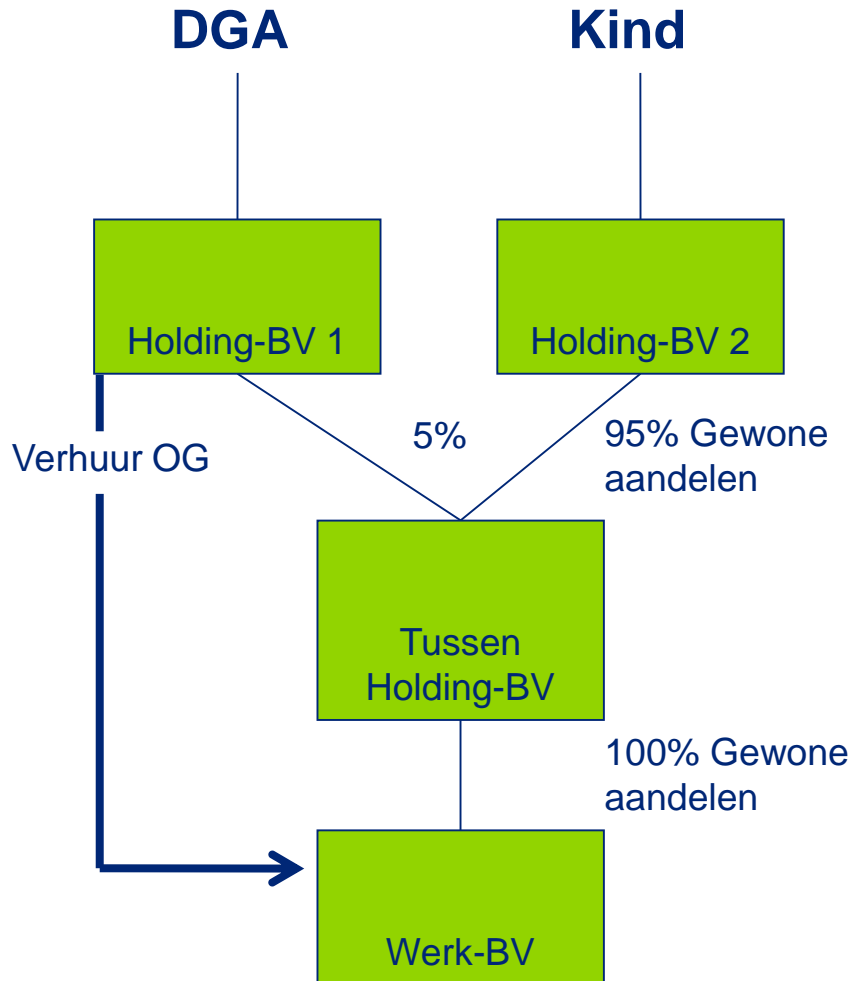 DGA
Kind
Holding-BV 1
Holding-BV 2
Verhuur OG
5%
95% Gewone
aandelen
Tussen
Holding-BV
100% Gewone
aandelen
Werk-BV